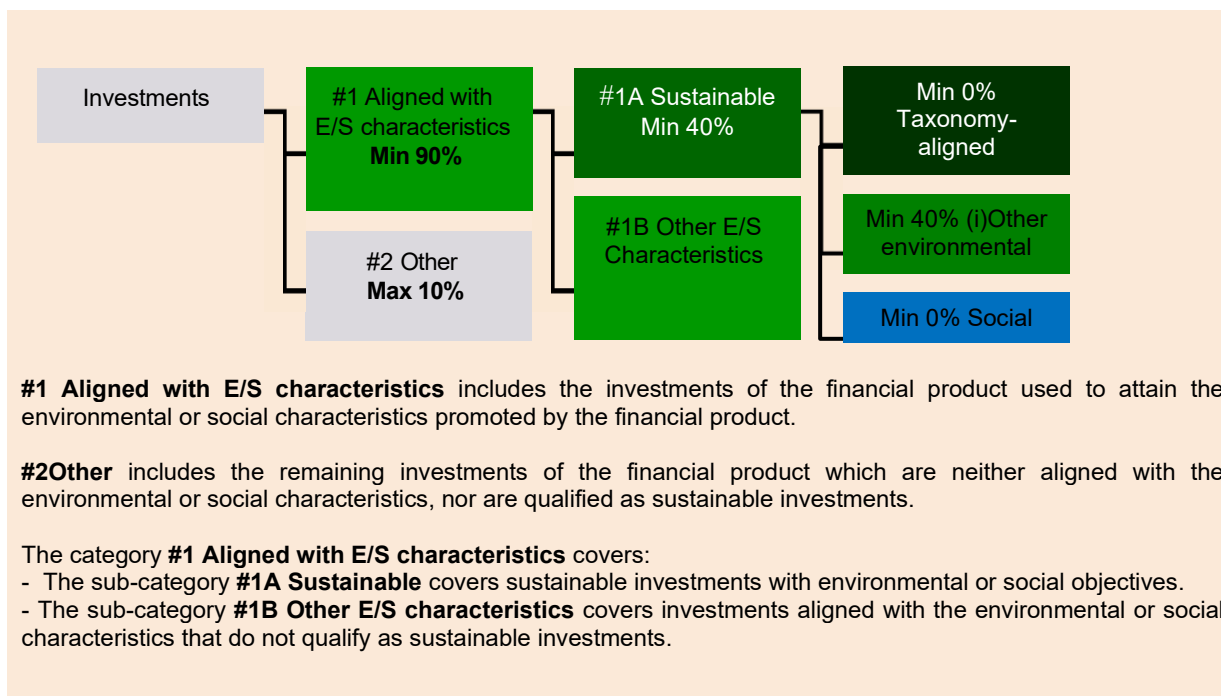 Investments
#1 Aligned with
E/S characteristics
Min 90%
#2 Other
Max 10%
#1A Sustainable
Min 40%
#1B Other E/S
Characteristics
Min 0%
Taxonomy-
aligned
Min 40% (i)Other
environmental
Min 0% Social
#1 Aligned with E/S characteristics includes the investments of the financial product used to attain the
environmental or social characteristics promoted by the financial product.
#2Other includes the remaining investments of the financial product which are neither aligned with the
environmental or social characteristics, nor are qualified as sustainable investments.
The category #1 Aligned with E/S characteristics covers:
- The sub-category #1A Sustainable covers sustainable investments with environmental or social objectives.
- The sub-category #1B Other E/S characteristics covers investments aligned with the environmental or social
characteristics that do not qualify as sustainable investments.